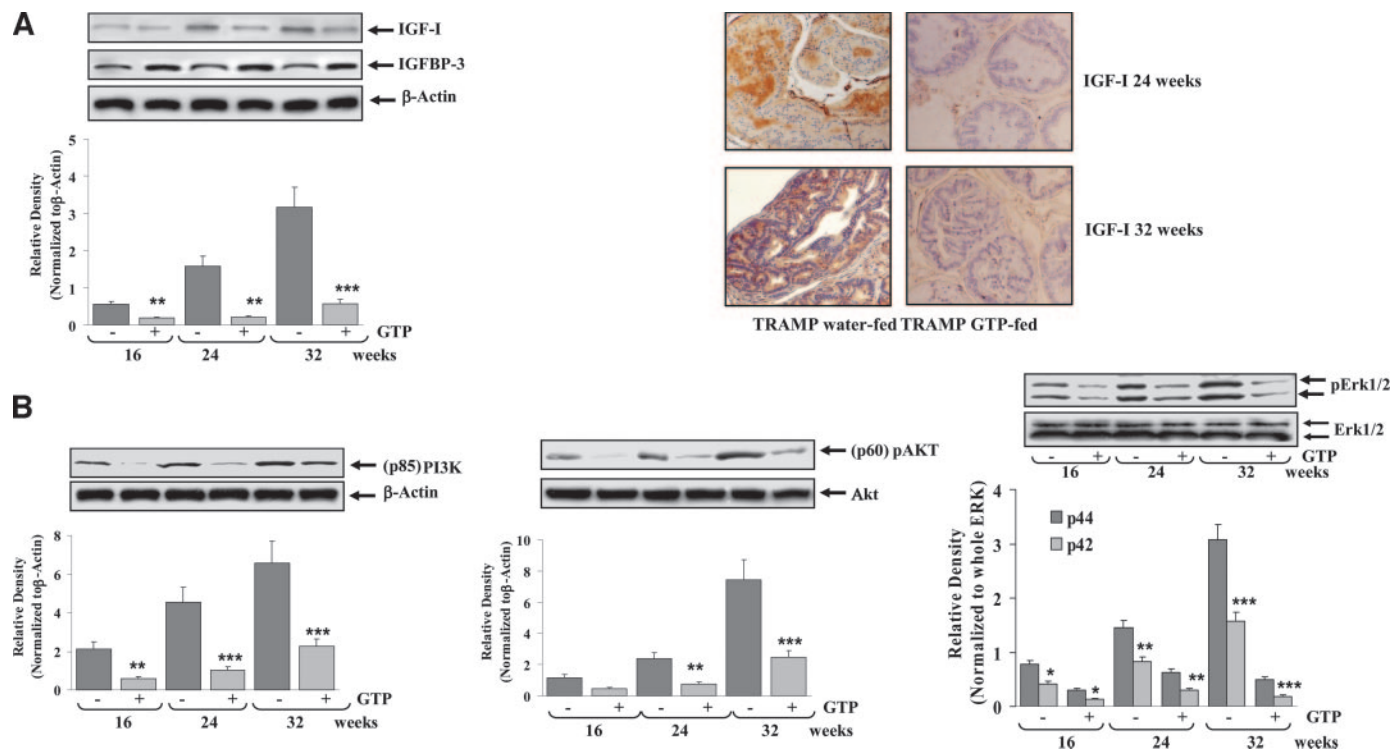 A
IGF-I
IGFBP-3
β-Actin
Relative Density
(Normalized toβ-Actin)
5
4
3
2
1
0
** ** ***
- + - + - + GTP
16 24 32 weeks
IGF-I 24 weeks
IGF-I 32 weeks
TRAMP water-fed TRAMP GTP-fed
B
(p85)PI3K
β-Actin
Relative Density
(Normalized toβ-Actin)
8
6
4
2
0
** *** ***
- + - + - + GTP
16 24 32 weeks
(p60) pAKT
Akt
Relative Density
(Normalized toβ-Actin)
10
8
6
4
2
0
** ***
- + - + - + GTP
16 24 32 weeks
pErk1/2
Erk1/2
- + - + - + GTP
16 24 32 weeks
Relative Density
(Normalized to whole ERK)
4
3
2
1
0
p44
p42
* * ** ** *** ***
- + - + - + GTP
16 24 32 weeks